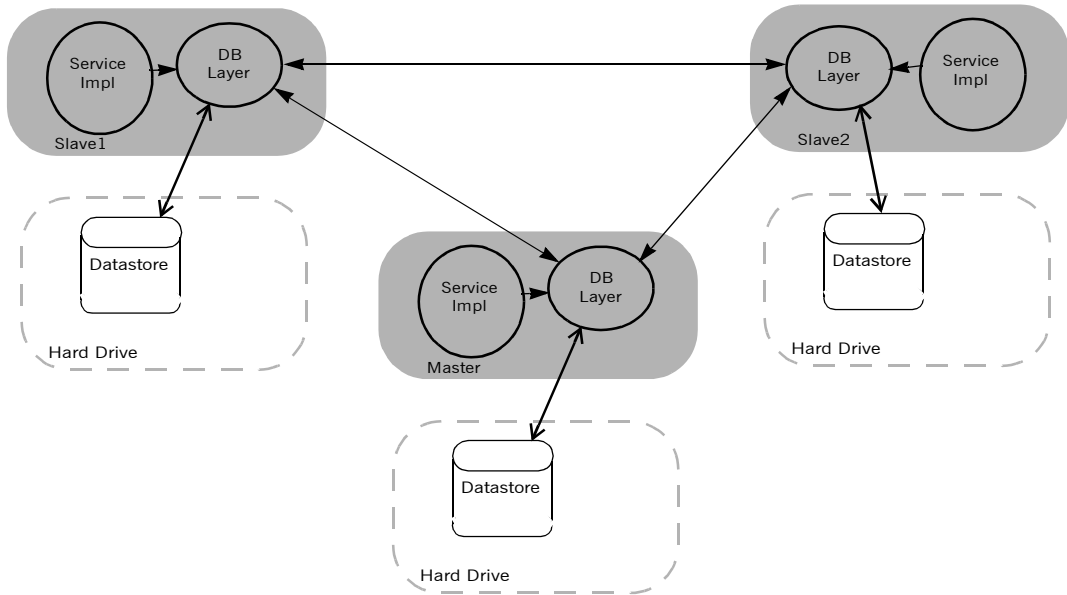 Service
Impl
DB
Layer
Slave1
DB
Layer
Service
Impl
Slave2
Datastore
Hard Drive
Datastore
Hard Drive
Service
Impl
DB
Layer
Master
Datastore
Hard Drive